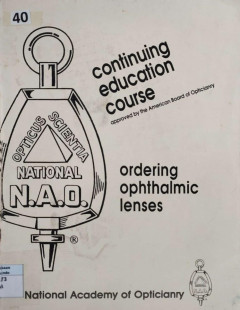 40
continuing
education
course
approved by the American Board of Opticianry
OPTICUS SCIENTIA
NATIONAL
N.A.O.
®
ordering
ophthalmic
lenses
National Academy of Opticianry